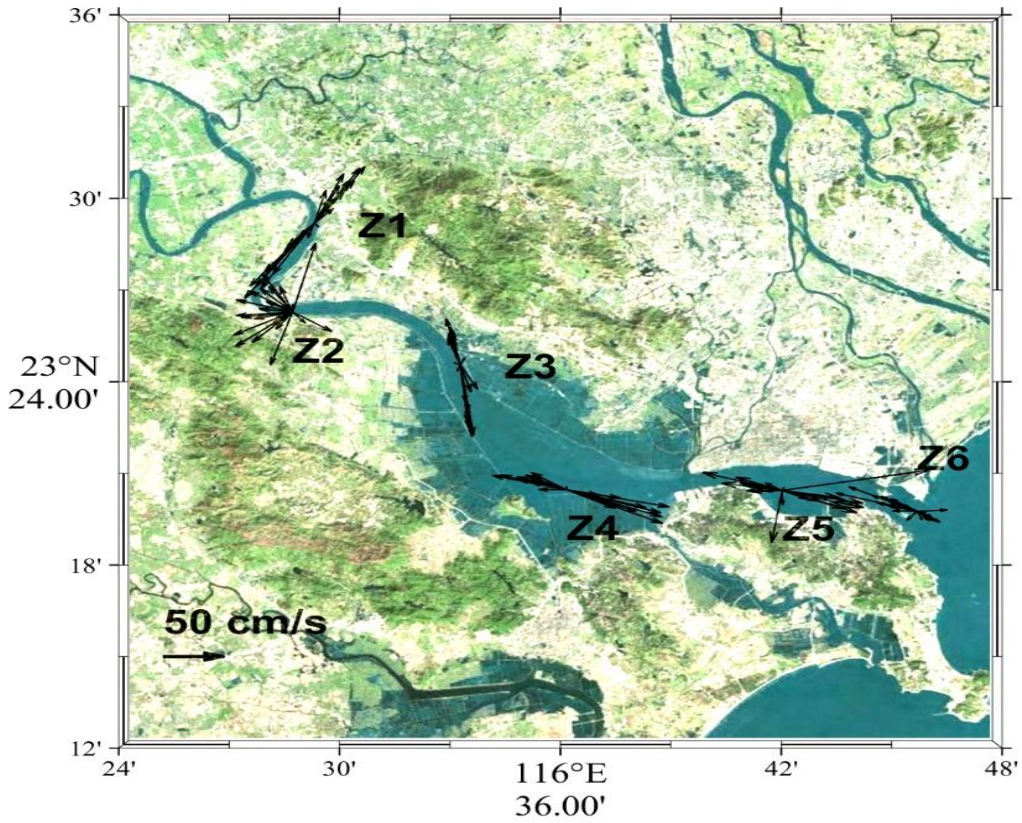 36'
30'
Z1
Z2
Z3
23°N
24.00'
Z6
Z4
Z5
18'
50 cm/s
12'
24'
30'
116°E
36.00'
42'
48'